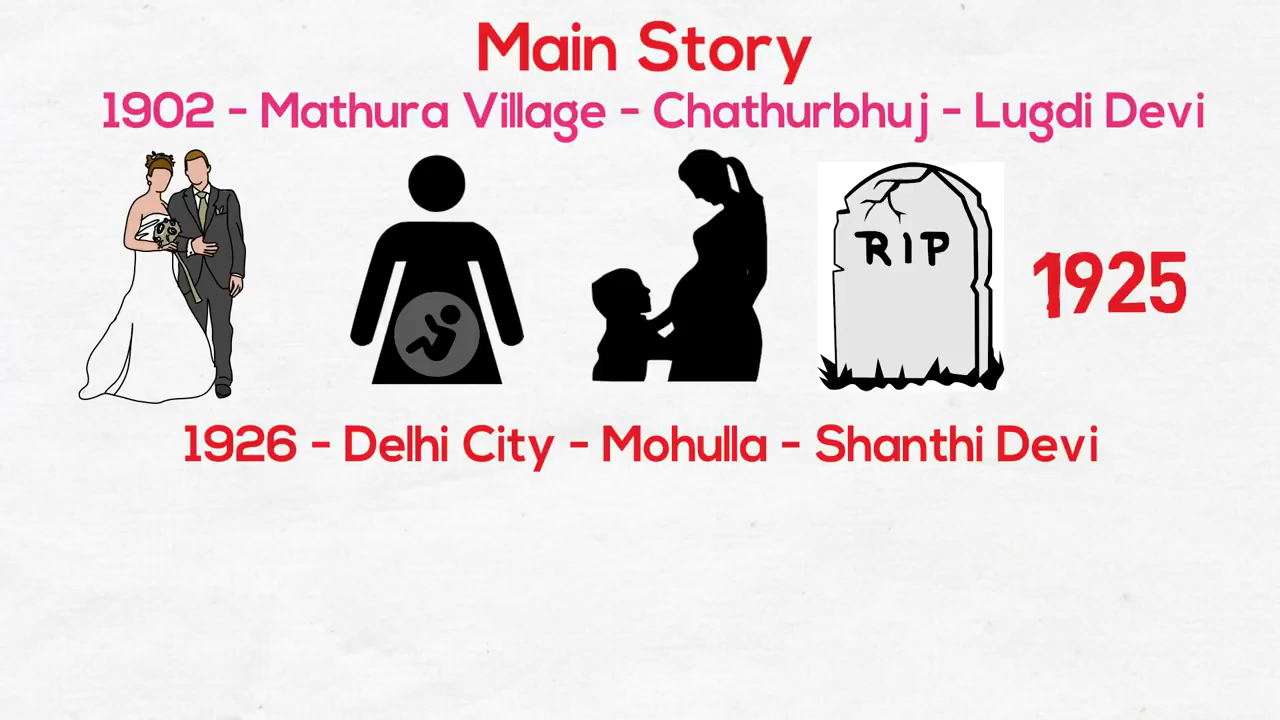 Main Story
1902 - Mathura Village - Chathurbhuj - Lugdi Devi
RIP
1925
1926 - Delhi City - Mohulla - Shanthi Devi